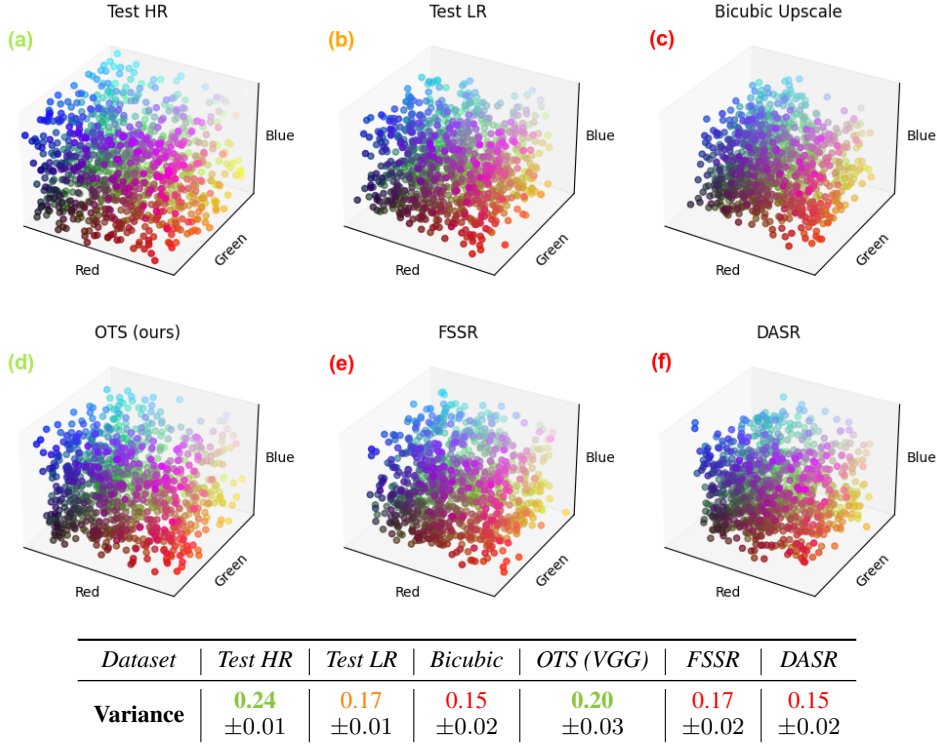 Test HR
Test LR
Bicubic Upscale
(a)
(b)
(c)
Blue
Blue
Blue
Red
Green
Red
Green
Red
Green
OTS (ours)
FSSR
DASR
(d)
(e)
(f)
Blue
Blue
Blue
Red
Green
Red
Green
Red
Green
Dataset Test HR Test LR Bicubic OTS (VGG) FSSR DASR
Variance 0.24 0.17 0.15 0.20 0.17 0.15
±0.01 ±0.01 ±0.02 ±0.03 ±0.02 ±0.02